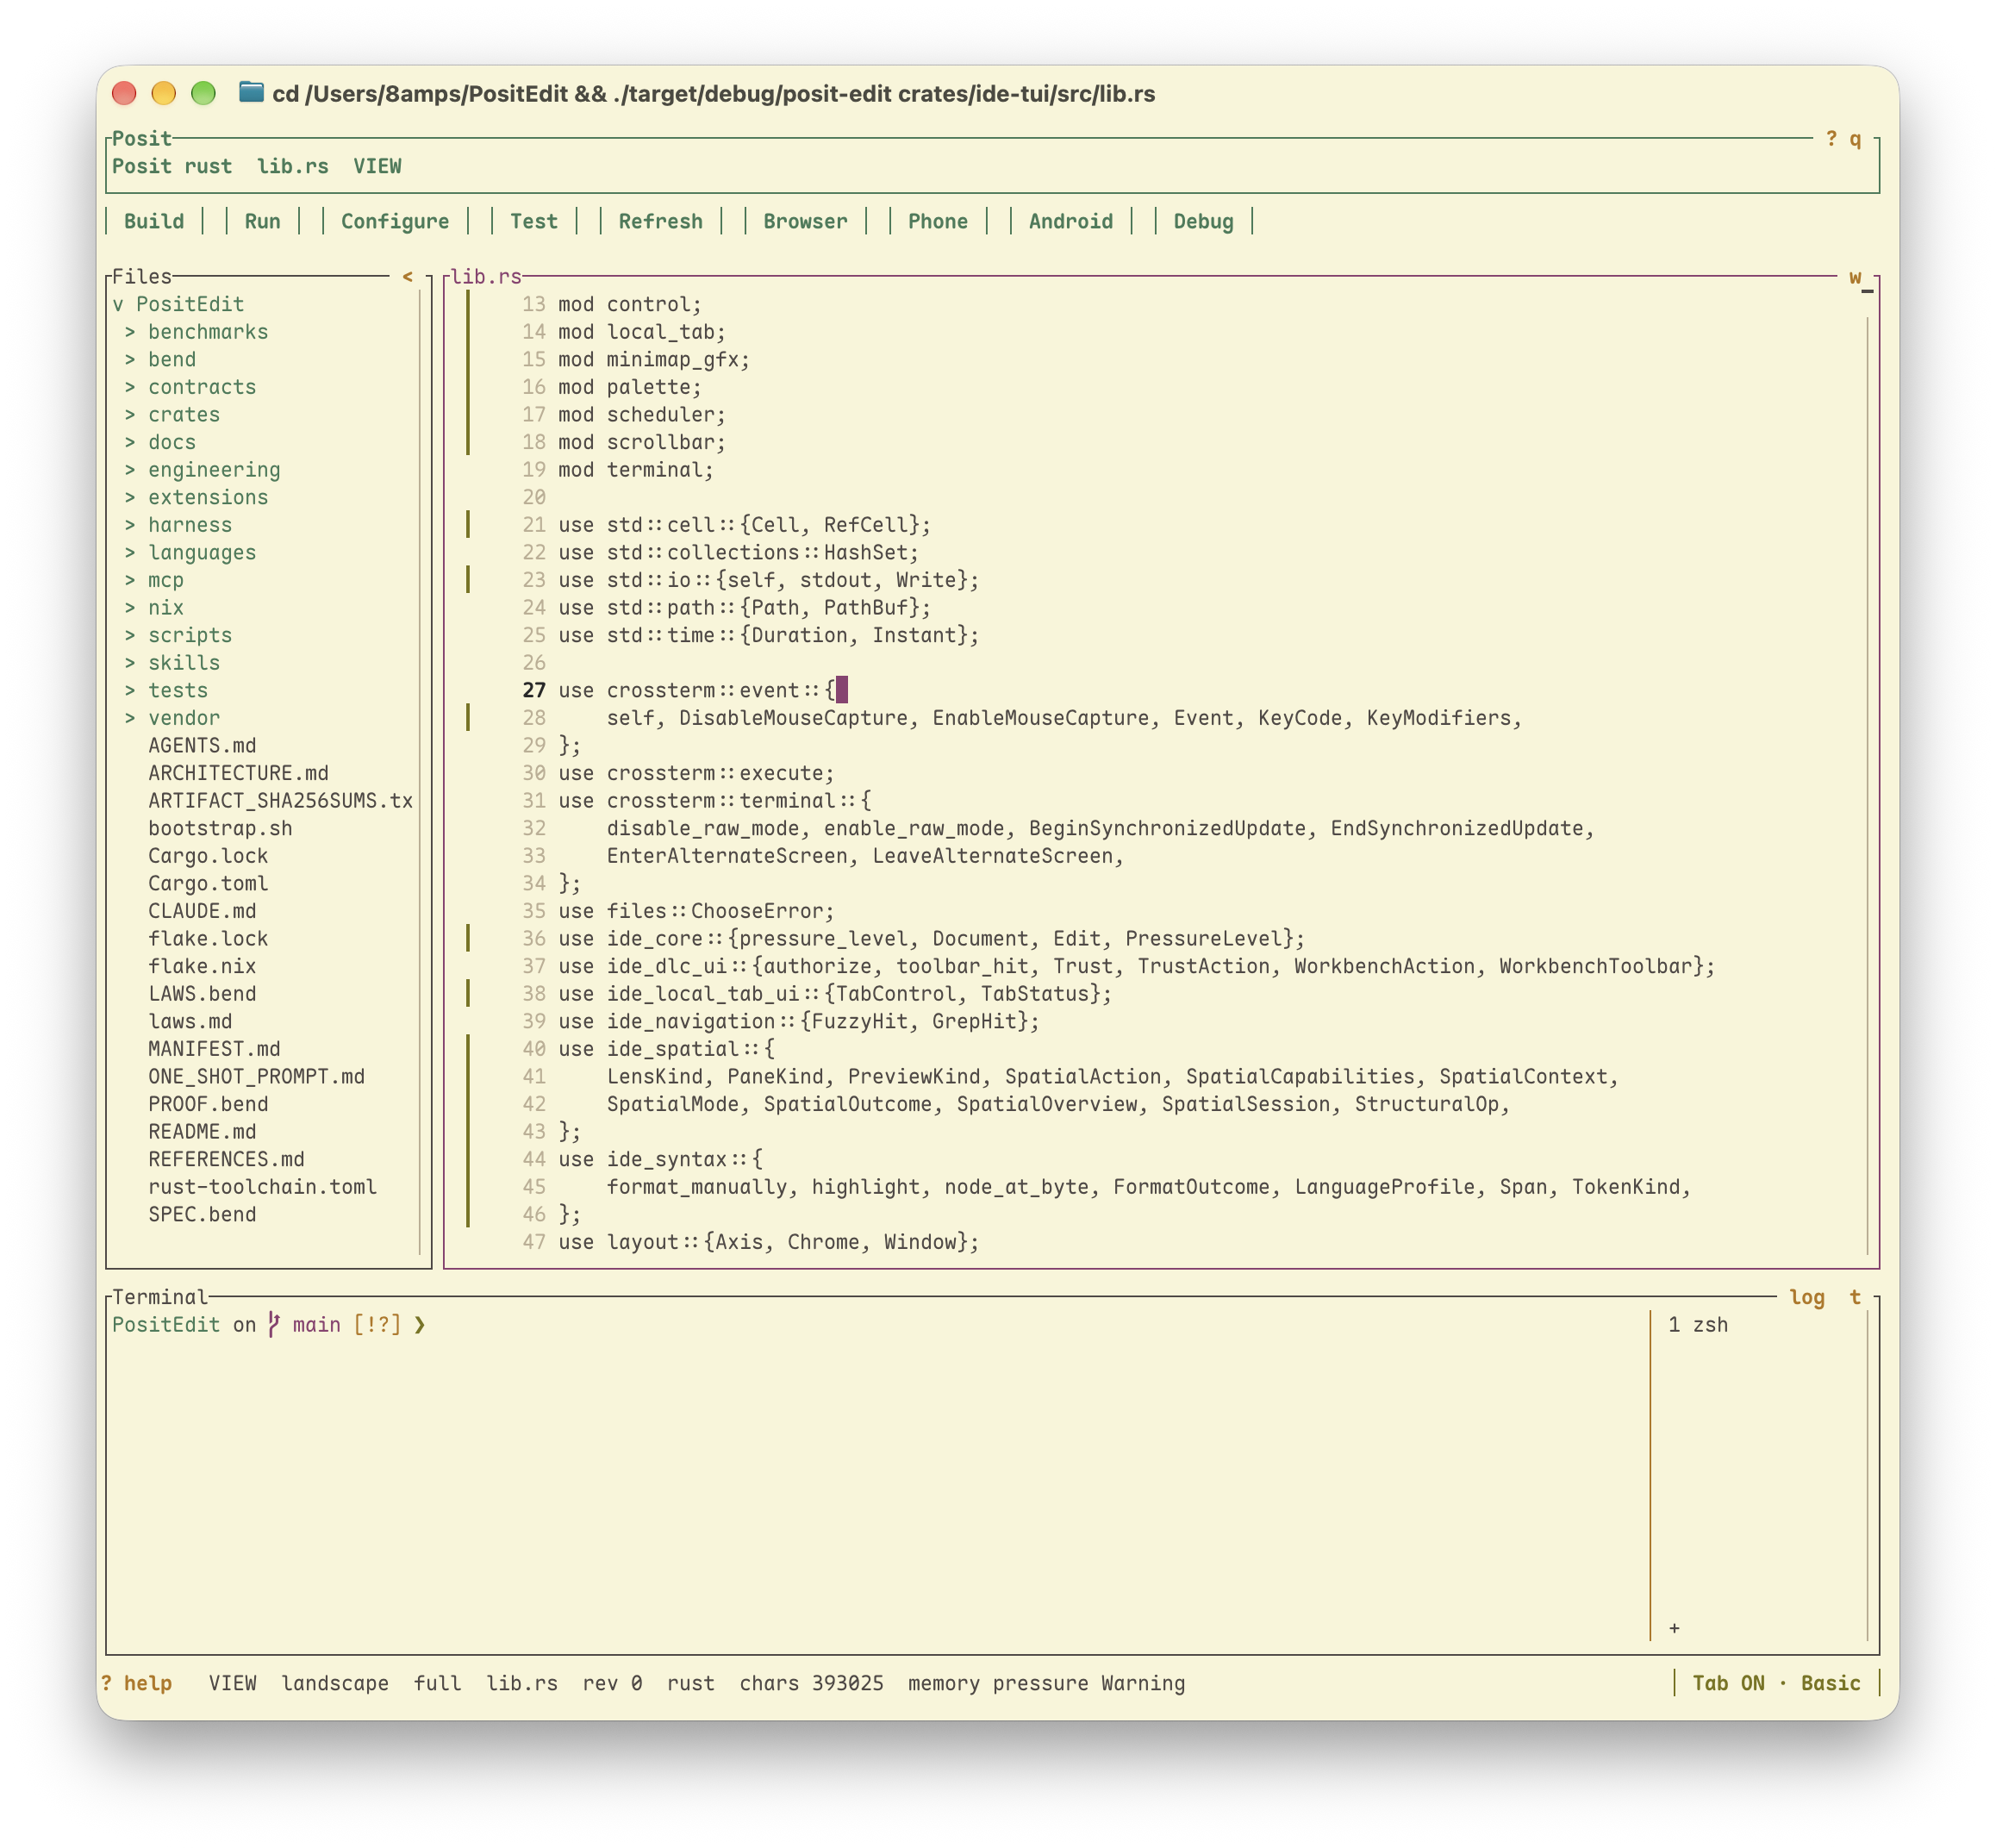 cd /Users/8amps/PositEdit && ./target/debug/posit-edit crates/ide-tui/src/lib.rs
Posit ? q
Posit rust  lib.rs  VIEW
Build Run Configure Test Refresh Browser Phone Android Debug
Files <
v PositEdit
> benchmarks
> bend
> contracts
> crates
> docs
> engineering
> extensions
> harness
> languages
> mcp
> nix
> scripts
> skills
> tests
> vendor
AGENTS.md
ARCHITECTURE.md
ARTIFACT_SHA256SUMS.tx
bootstrap.sh
Cargo.lock
Cargo.toml
CLAUDE.md
flake.lock
flake.nix
LAWS.bend
laws.md
MANIFEST.md
ONE_SHOT_PROMPT.md
PROOF.bend
README.md
REFERENCES.md
rust-toolchain.toml
SPEC.bend
lib.rs w
13 mod control;
14 mod local_tab;
15 mod minimap_gfx;
16 mod palette;
17 mod scheduler;
18 mod scrollbar;
19 mod terminal;
20
21 use std::cell::{Cell, RefCell};
22 use std::collections::HashSet;
23 use std::io::{self, stdout, Write};
24 use std::path::{Path, PathBuf};
25 use std::time::{Duration, Instant};
26
27 use crossterm::event::{
28     self, DisableMouseCapture, EnableMouseCapture, Event, KeyCode, KeyModifiers,
29 };
30 use crossterm::execute;
31 use crossterm::terminal::{
32     disable_raw_mode, enable_raw_mode, BeginSynchronizedUpdate, EndSynchronizedUpdate,
33     EnterAlternateScreen, LeaveAlternateScreen,
34 };
35 use files::ChooseError;
36 use ide_core::{pressure_level, Document, Edit, PressureLevel};
37 use ide_dlc_ui::{authorize, toolbar_hit, Trust, TrustAction, WorkbenchAction, WorkbenchToolbar};
38 use ide_local_tab_ui::{TabControl, TabStatus};
39 use ide_navigation::{FuzzyHit, GrepHit};
40 use ide_spatial::{
41     LensKind, PaneKind, PreviewKind, SpatialAction, SpatialCapabilities, SpatialContext,
42     SpatialMode, SpatialOutcome, SpatialOverview, SpatialSession, StructuralOp,
43 };
44 use ide_syntax::{
45     format_manually, highlight, node_at_byte, FormatOutcome, LanguageProfile, Span, TokenKind,
46 };
47 use layout::{Axis, Chrome, Window};
Terminal log t
PositEdit on main [!?] ❯
1 zsh
+
? help VIEW landscape full lib.rs rev 0 rust chars 393025 memory pressure Warning Tab ON · Basic